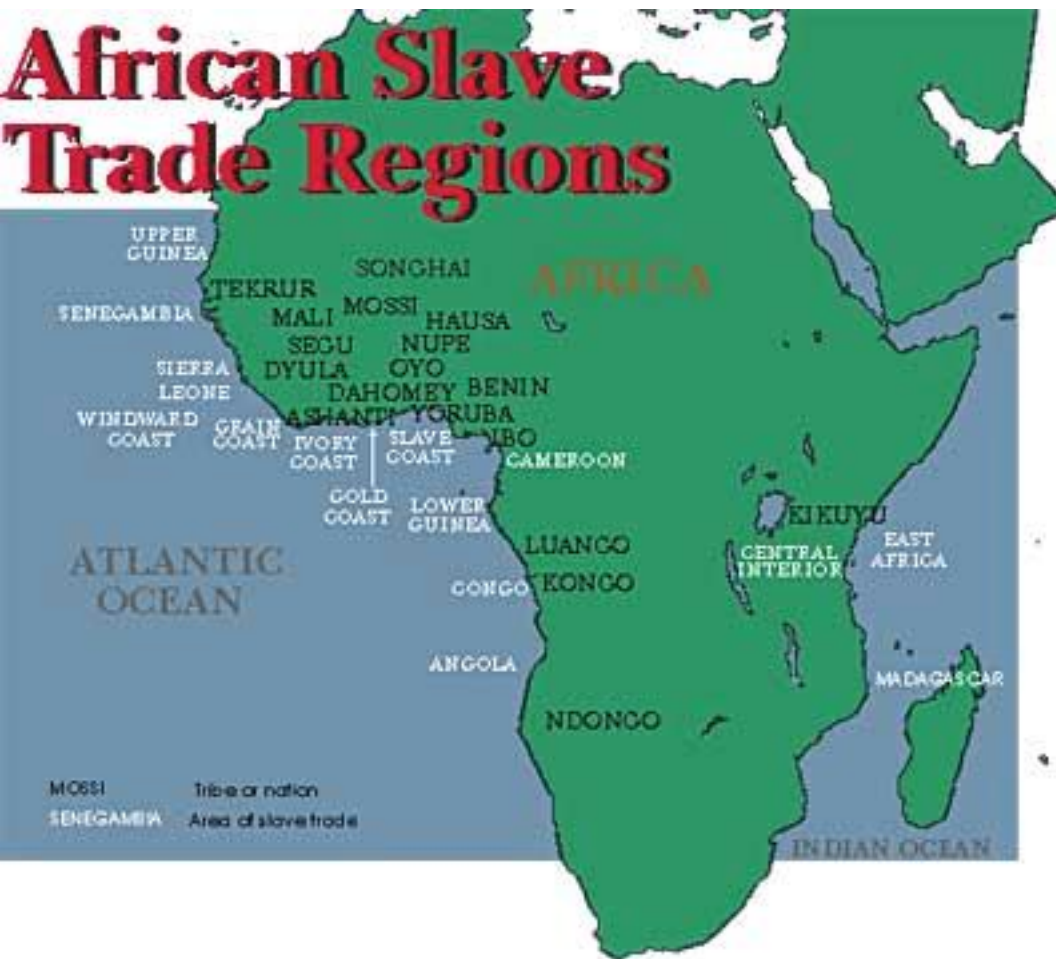 African Slave
Trade Regions
UPPER
GUINEA
SONGHAI
AFRICA
TEKRUR
MOSSI
SENEGAMBIA
MALI
HAUSA
SEGU
NUPE
SIERRA
LEONE
DYULA
OYO
DAHOMEY
BENIN
WINDWARD
COAST
GRAIN
COAST
ASHANTI
YORUBA
IVORY
COAST
SLAVE
COAST
CAMEROON
GOLD
COAST
LOWER
GUINEA
KIKUYU
LUANGO
CENTRAL
INTERIOR
EAST
AFRICA
ATLANTIC
OCEAN
CONGO
KONGO
ANGOLA
MADAGASCAR
NDONGO
MOSSI Tribe or nation
SENEGAMBIA Area of slave trade
INDIAN OCEAN